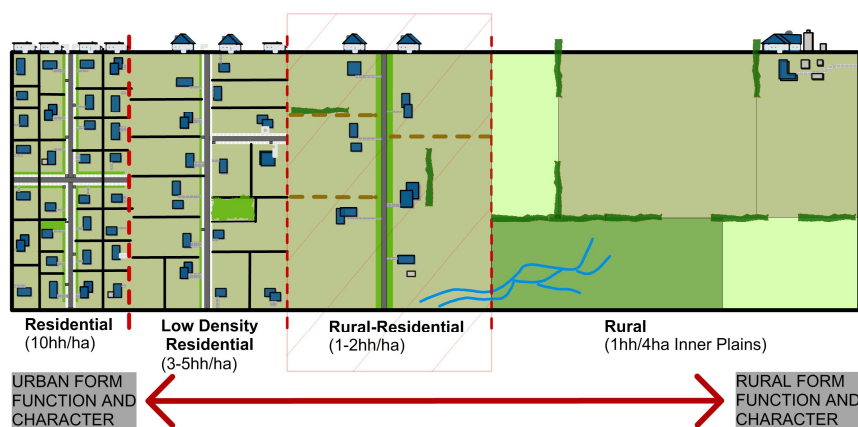 Residential
(10hh/ha)
Low Density
Residential
(3-5hh/ha)
Rural-Residential
(1-2hh/ha)
Rural
(1hh/4ha Inner Plains)
URBAN FORM
FUNCTION AND
CHARACTER
RURAL FORM
FUNCTION AND
CHARACTER